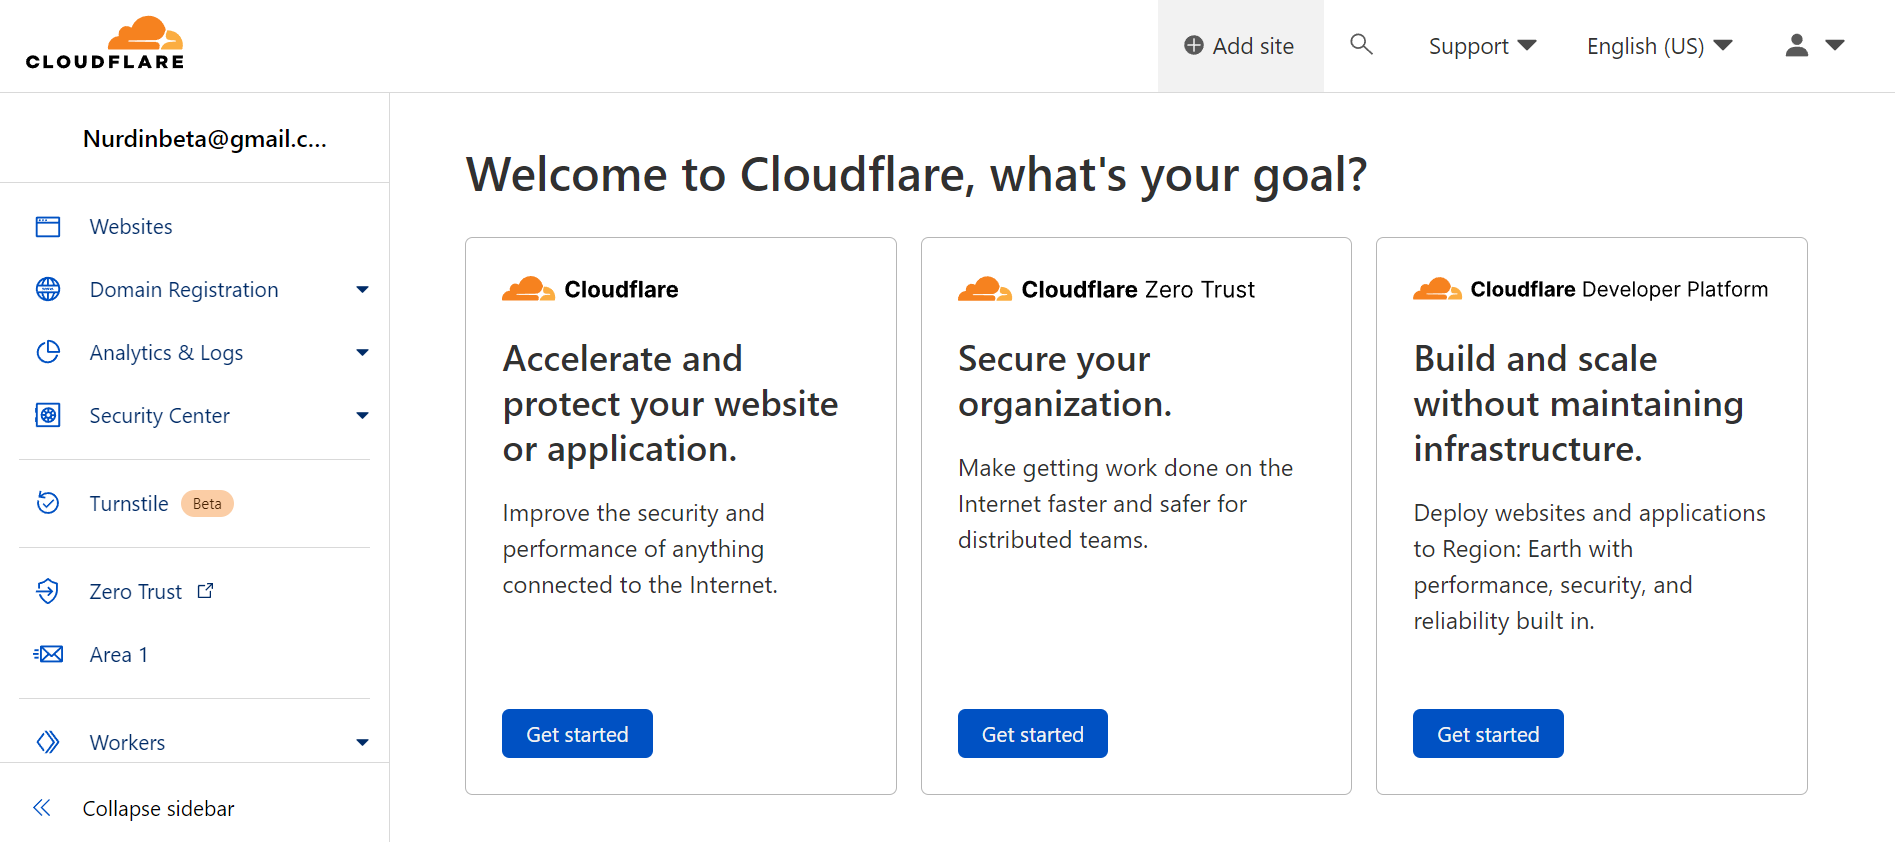 CLOUDFLARE
Add site
Support
English (US)
Nurdinbeta@gmail.c...
Websites
Domain Registration
Analytics & Logs
Security Center
Turnstile Beta
Zero Trust
Area 1
Workers
Collapse sidebar
Welcome to Cloudflare, what's your goal?
Cloudflare
Accelerate and
protect your website
or application.
Improve the security and
performance of anything
connected to the Internet.
Get started
Cloudflare Zero Trust
Secure your
organization.
Make getting work done on the
Internet faster and safer for
distributed teams.
Get started
Cloudflare Developer Platform
Build and scale
without maintaining
infrastructure.
Deploy websites and applications
to Region: Earth with
performance, security, and
reliability built in.
Get started